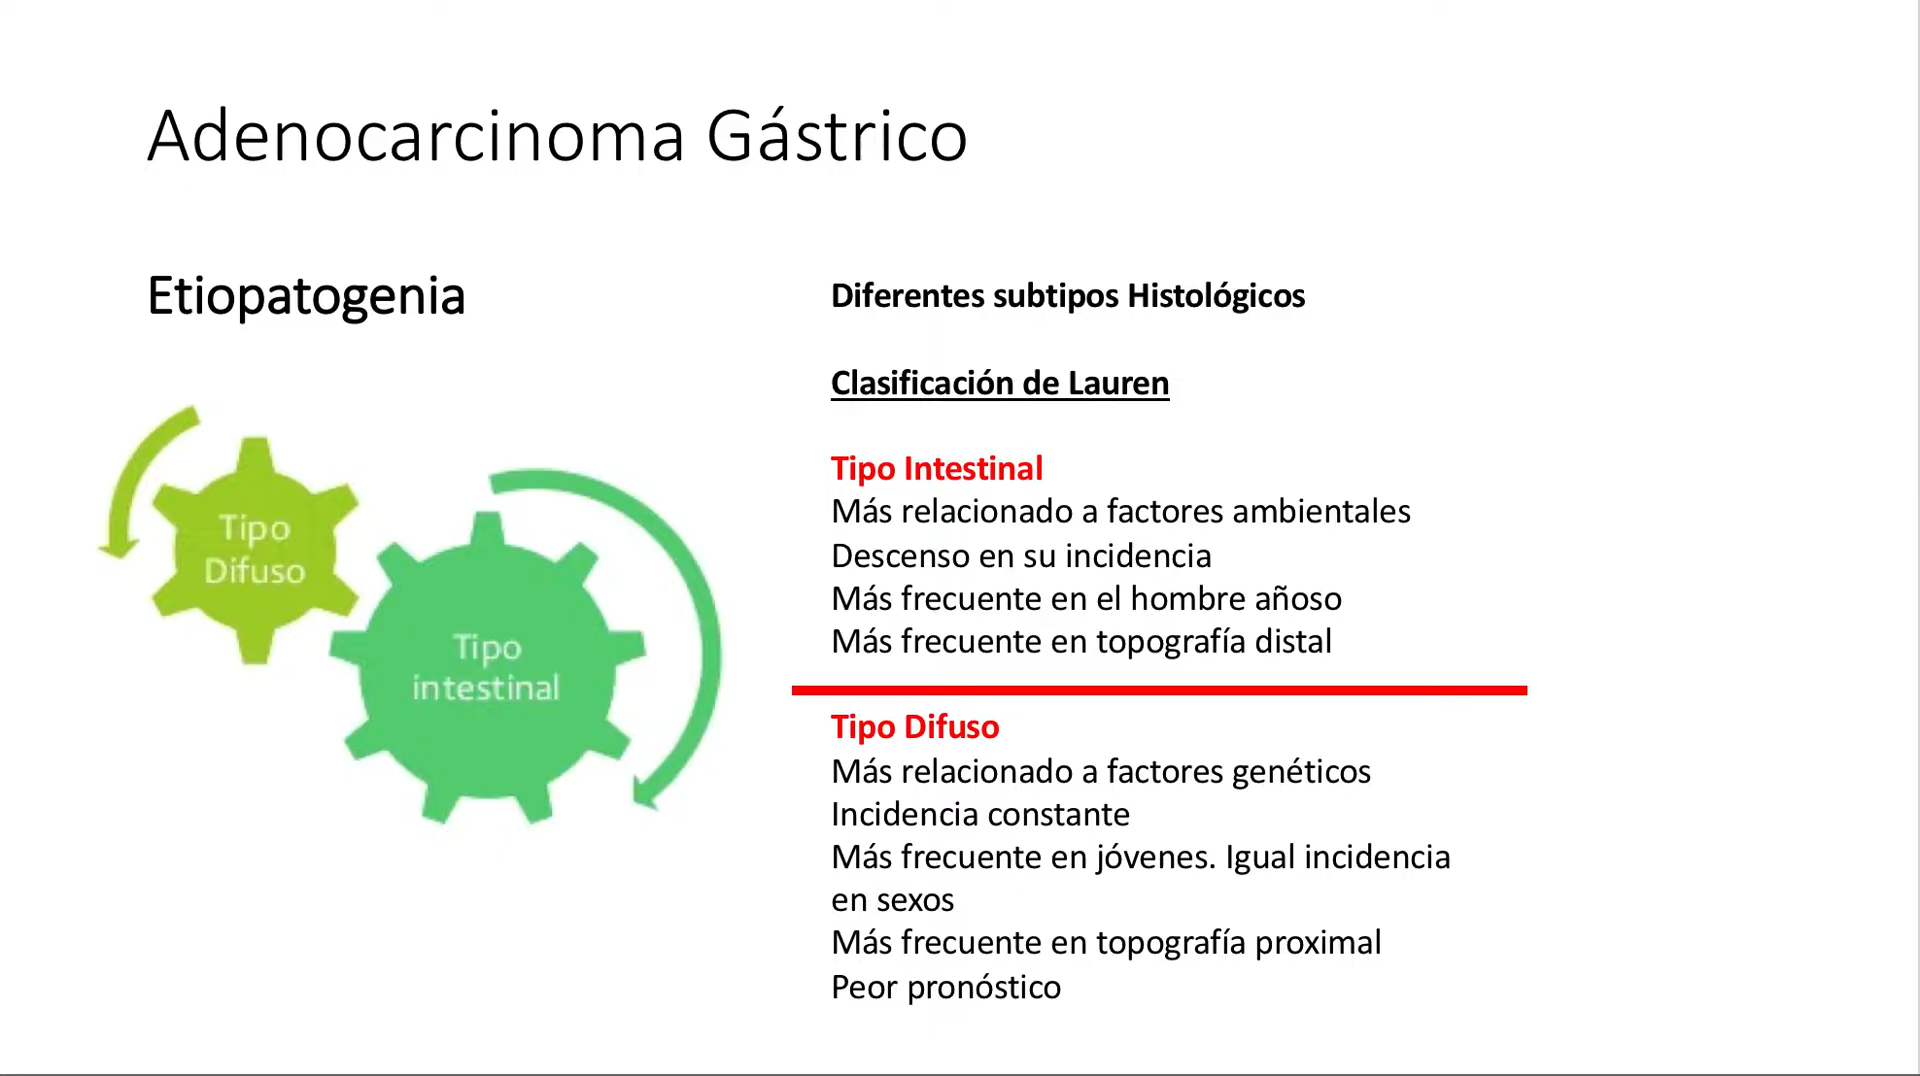 Adenocarcinoma Gástrico
Etiopatogenia
Tipo
Difuso
Tipo
intestinal
Diferentes subtipos Histológicos
Clasificación de Lauren
Tipo Intestinal
Más relacionado a factores ambientales
Descenso en su incidencia
Más frecuente en el hombre añoso
Más frecuente en topografía distal
Tipo Difuso
Más relacionado a factores genéticos
Incidencia constante
Más frecuente en jóvenes. Igual incidencia
en sexos
Más frecuente en topografía proximal
Peor pronóstico